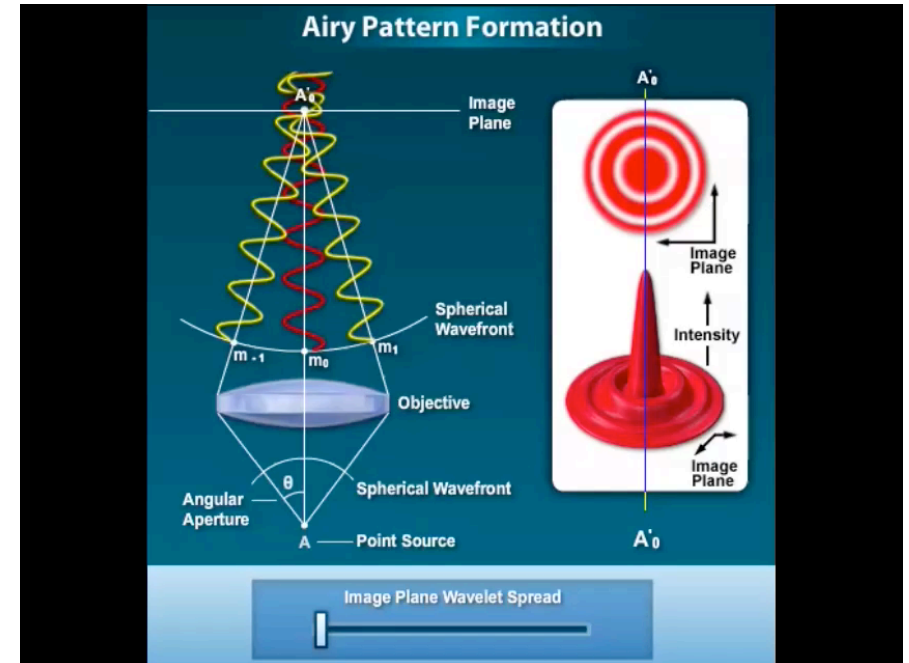 Airy Pattern Formation
A'₀
Image
Plane
Spherical
Wavefront
m₋₁
m₀
m₁
Objective
θ
Spherical Wavefront
Angular
Aperture
A
Point Source
A'₀
Image
Plane
Intensity
Image
Plane
A'₀
Image Plane Wavelet Spread